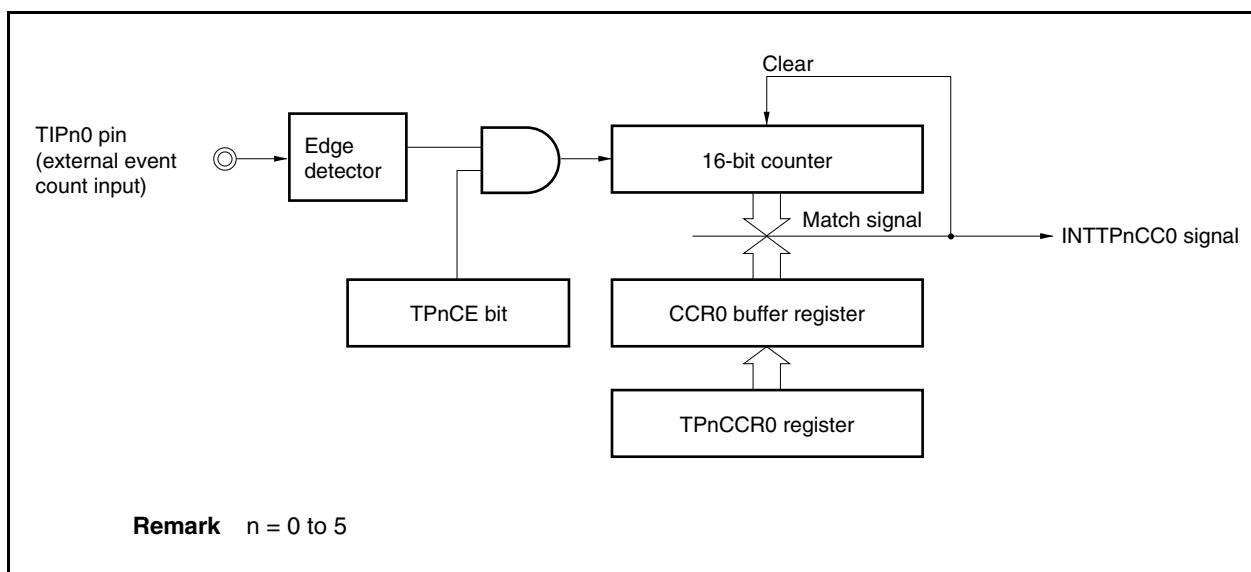 Clear
TIPn0 pin
(external event
count input)
Edge
detector
16-bit counter
Match signal
INTTPnCC0 signal
TPnCE bit
CCR0 buffer register
TPnCCR0 register
Remark n = 0 to 5